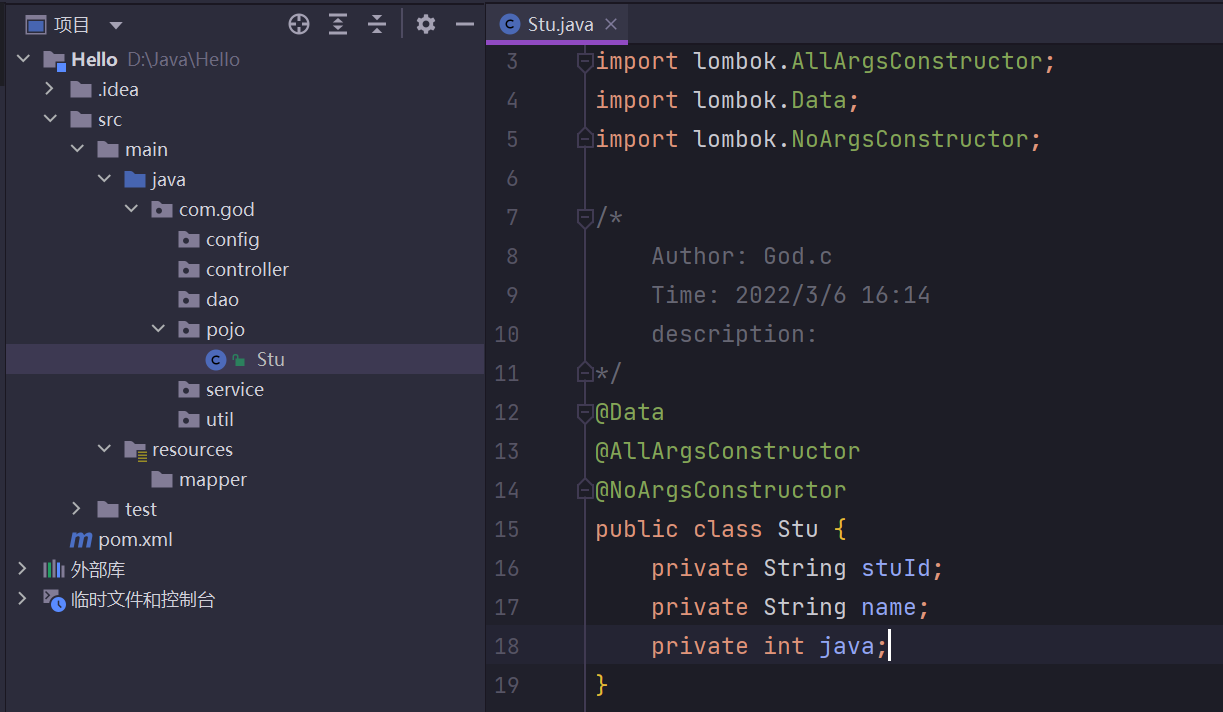 项目
Hello D:\Java\Hello
.idea
src
main
java
com.god
config
controller
dao
pojo
Stu
service
util
resources
mapper
test
pom.xml
外部库
临时文件和控制台
Stu.java
3 import lombok.AllArgsConstructor;
4 import lombok.Data;
5 import lombok.NoArgsConstructor;
6
7 /*
8 Author: God.c
9 Time: 2022/3/6 16:14
10 description:
11 */
12 @Data
13 @AllArgsConstructor
14 @NoArgsConstructor
15 public class Stu {
16 private String stuId;
17 private String name;
18 private int java;
19 }